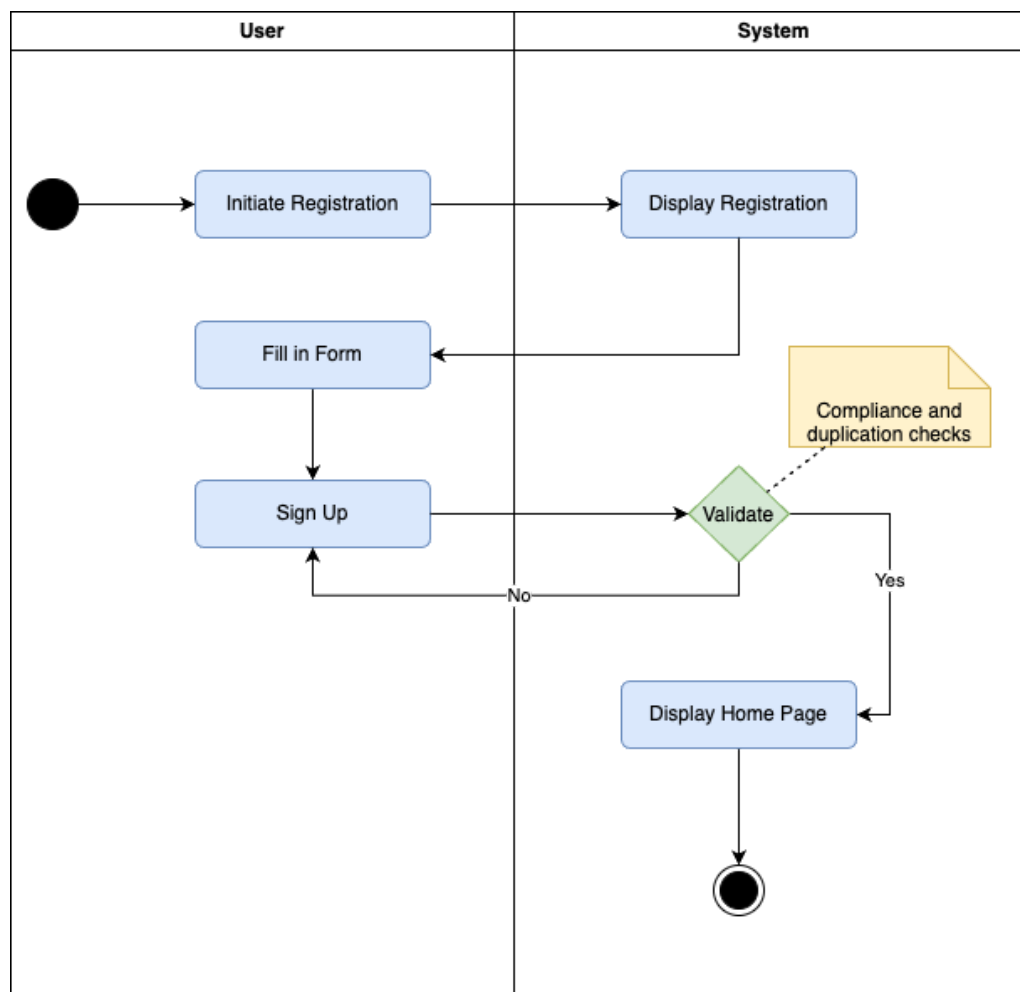 User
System
Initiate Registration
Display Registration
Fill in Form
Compliance and
duplication checks
Sign Up
Validate
Yes
No
Display Home Page